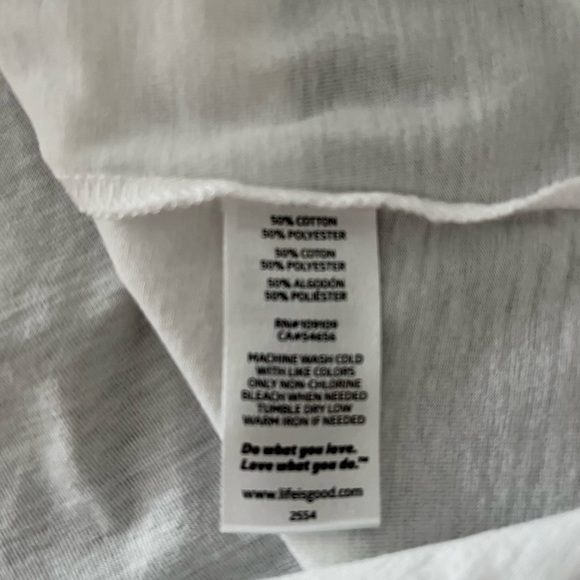 50% COTTON
50% POLYESTER
50% COTON
50% POLYESTER
50% ALGODÓN
50% POLIÉSTER
RN#109109
CA#54656
MACHINE WASH COLD
WITH LIKE COLORS
ONLY NON-CHLORINE
BLEACH WHEN NEEDED
TUMBLE DRY LOW
WARM IRON IF NEEDED
Do what you love.
Love what you do.™
www.lifeisgood.com
2554